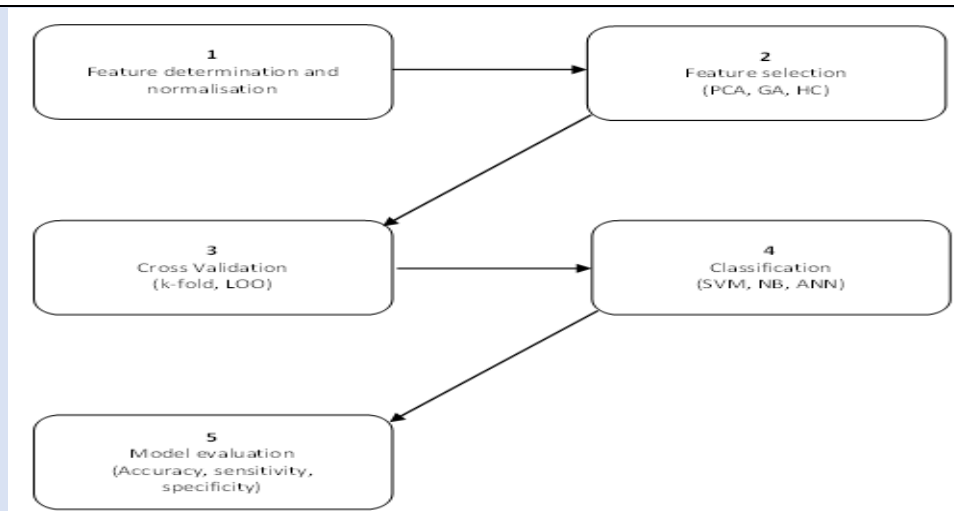 1
Feature determination and
normalisation
2
Feature selection
(PCA, GA, HC)
3
Cross Validation
(k-fold, LOO)
4
Classification
(SVM, NB, ANN)
5
Model evaluation
(Accuracy, sensitivity,
specificity)